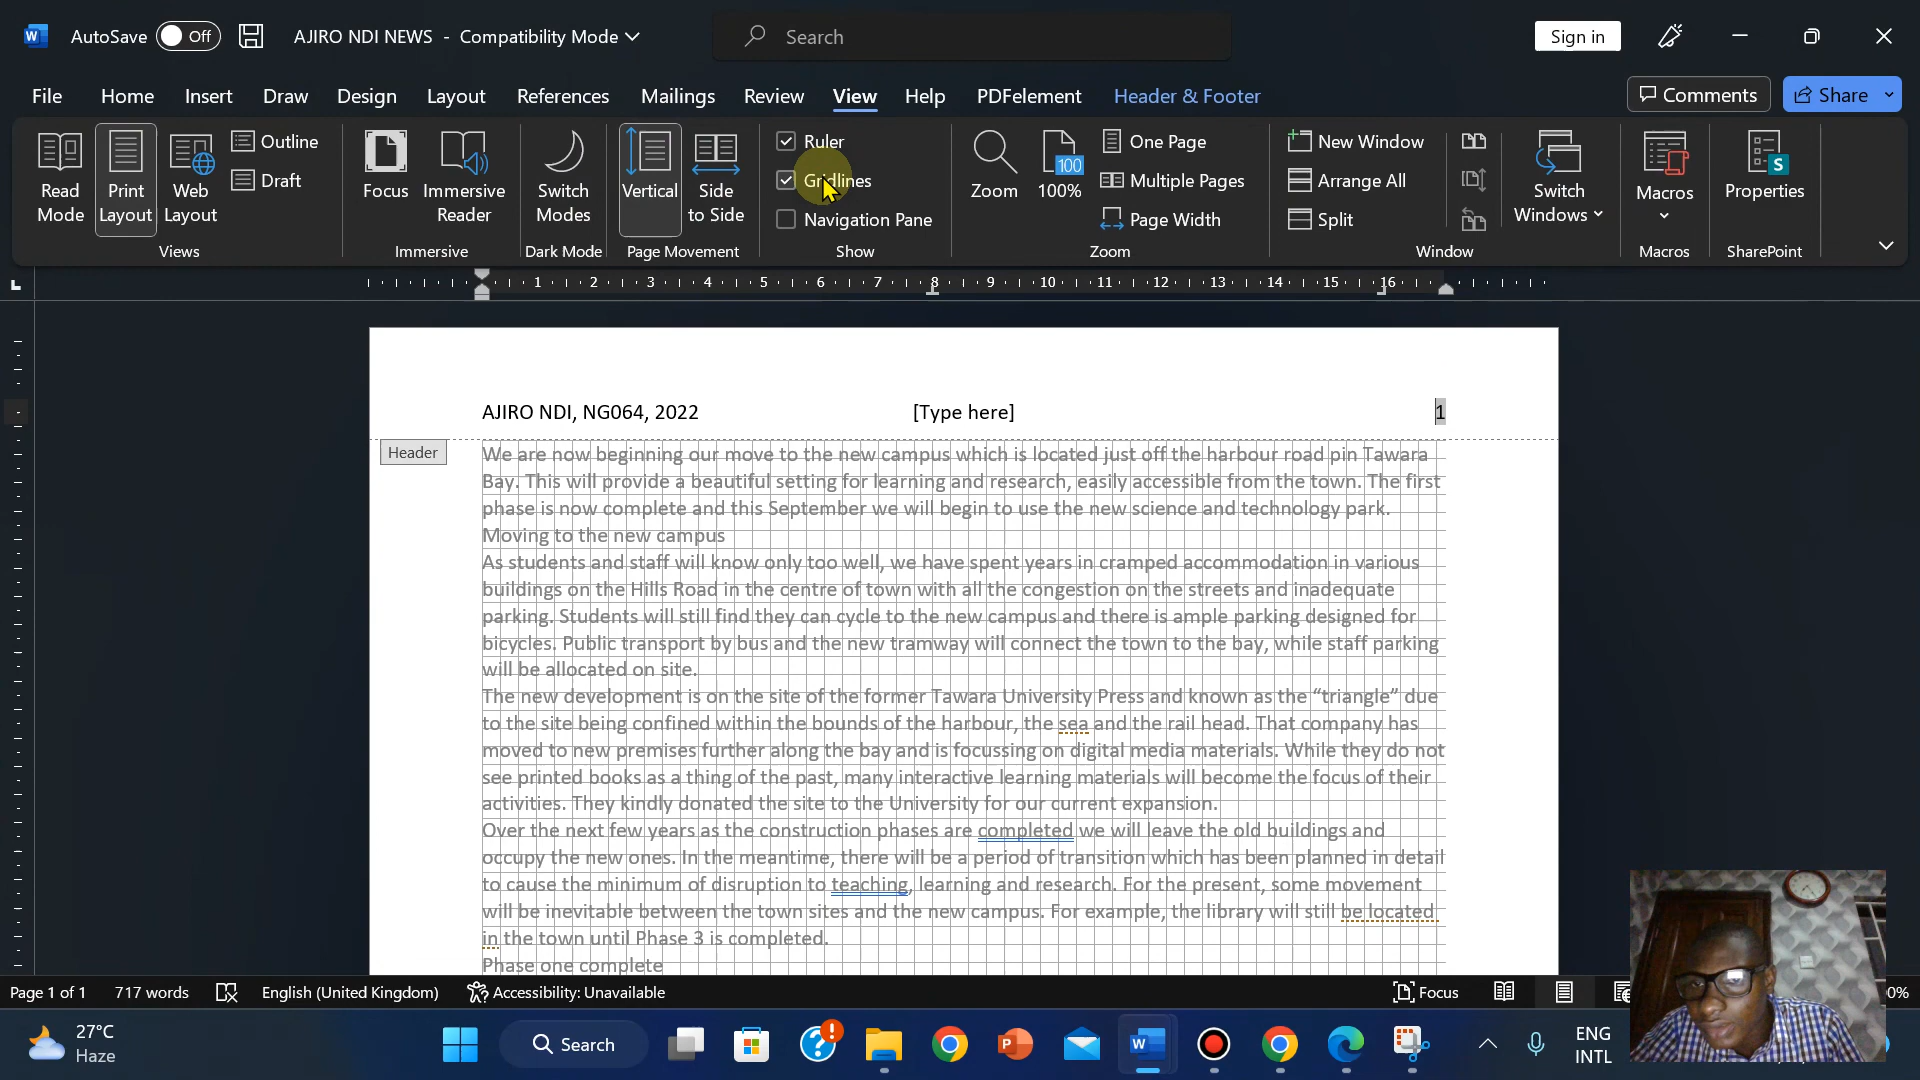 AutoSave Off AJIRO NDI NEWS - Compatibility Mode Search Sign in
File Home Insert Draw Design Layout References Mailings Review View Help PDFelement Header & Footer Comments Share
Read Mode
Print Layout
Web Layout
Outline
Draft
Views
Focus
Immersive Reader
Immersive
Switch Modes
Dark Mode
Vertical
Side to Side
Page Movement
Ruler
Gridlines
Navigation Pane
Show
Zoom
100
100%
One Page
Multiple Pages
Page Width
Zoom
New Window
Arrange All
Split
Switch Windows
Window
Macros
Macros
S
Properties
SharePoint
L
1 2 3 4 5 6 7 8 9 10 11 12 13 14 15 16
AJIRO NDI, NG064, 2022 [Type here] 1
Header
We are now beginning our move to the new campus which is located just off the harbour road pin Tawara
Bay. This will provide a beautiful setting for learning and research, easily accessible from the town. The first
phase is now complete and this September we will begin to use the new science and technology park.
Moving to the new campus
As students and staff will know only too well, we have spent years in cramped accommodation in various
buildings on the Hills Road in the centre of town with all the congestion on the streets and inadequate
parking. Students will still find they can cycle to the new campus and there is ample parking designed for
bicycles. Public transport by bus and the new tramway will connect the town to the bay, while staff parking
will be allocated on site.
The new development is on the site of the former Tawara University Press and known as the “triangle” due
to the site being confined within the bounds of the harbour, the sea and the rail head. That company has
moved to new premises further along the bay and is focussing on digital media materials. While they do not
see printed books as a thing of the past, many interactive learning materials will become the focus of their
activities. They kindly donated the site to the University for our current expansion.
Over the next few years as the construction phases are completed we will leave the old buildings and
occupy the new ones. In the meantime, there will be a period of transition which has been planned in detail
to cause the minimum of disruption to teaching, learning and research. For the present, some movement
will be inevitable between the town sites and the new campus. For example, the library will still be located
in the town until Phase 3 is completed.
Phase one complete
Page 1 of 1 717 words English (United Kingdom) Accessibility: Unavailable Focus 0%
27°C
Haze
Search
ENG
INTL